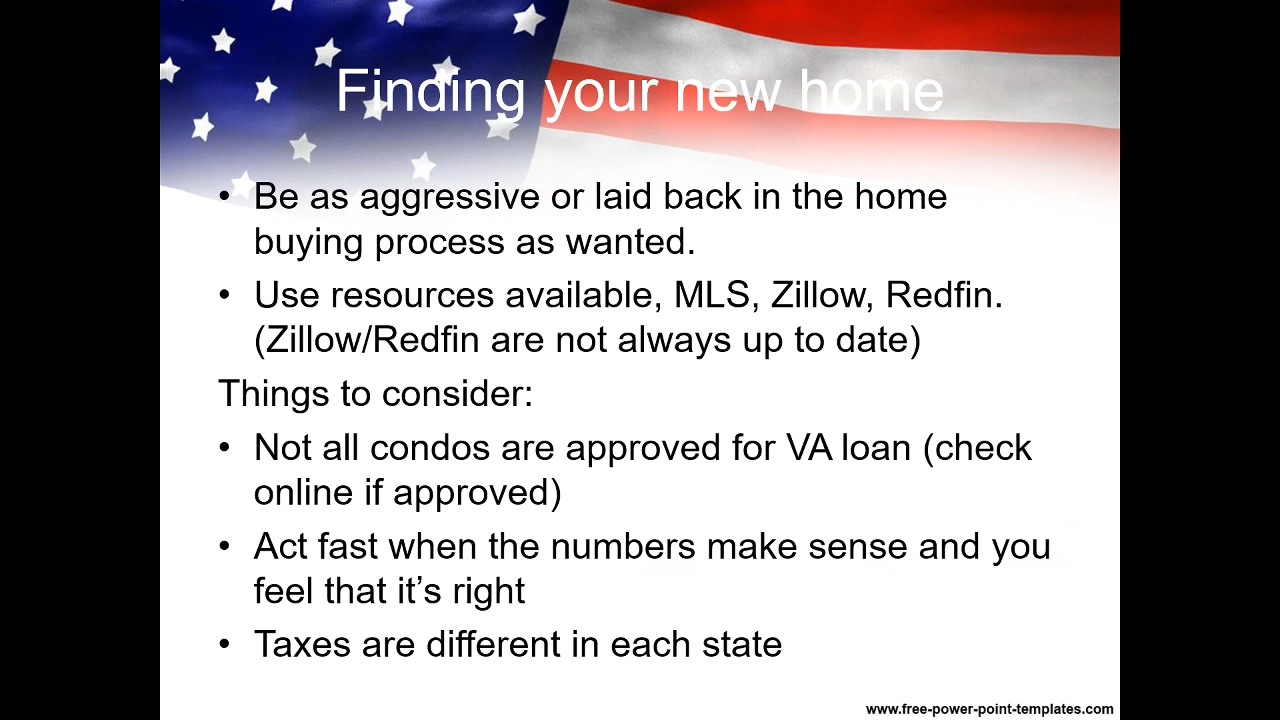 Finding your new home
• Be as aggressive or laid back in the home
buying process as wanted.
• Use resources available, MLS, Zillow, Redfin.
(Zillow/Redfin are not always up to date)
Things to consider:
• Not all condos are approved for VA loan (check
online if approved)
• Act fast when the numbers make sense and you
feel that it’s right
• Taxes are different in each state
www.free-power-point-templates.com